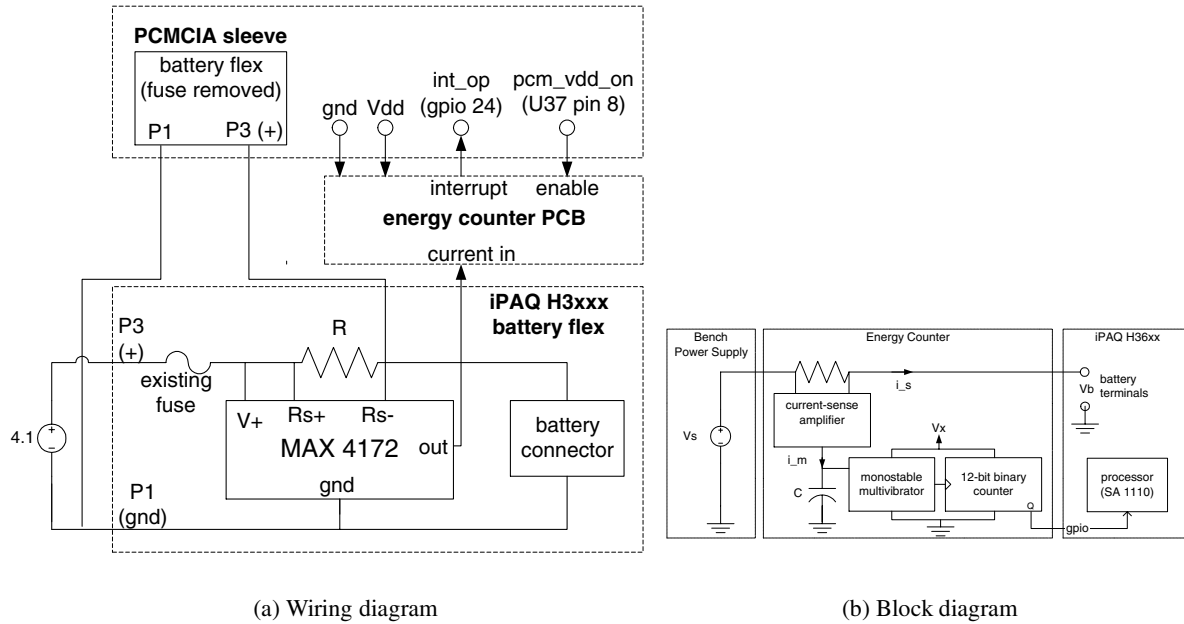 PCMCIA sleeve
battery flex
(fuse removed)
P1 P3 (+)
gnd Vdd
int_op
(gpio 24)
pcm_vdd_on
(U37 pin 8)
interrupt enable
energy counter PCB
current in
iPAQ H3xxx
battery flex
P3
(+)
existing
fuse
R
V+ Rs+ Rs-
MAX 4172
out
gnd
battery
connector
4.1
+
−
P1
(gnd)
(a) Wiring diagram
Bench
Power Supply
Energy Counter
iPAQ H36xx
i_s
Vb
battery
terminals
current-sense
amplifier
Vs
+
−
i_m
C
Vx
monostable
multivibrator
12-bit binary
counter
Q
gpio
processor
(SA 1110)
(b) Block diagram